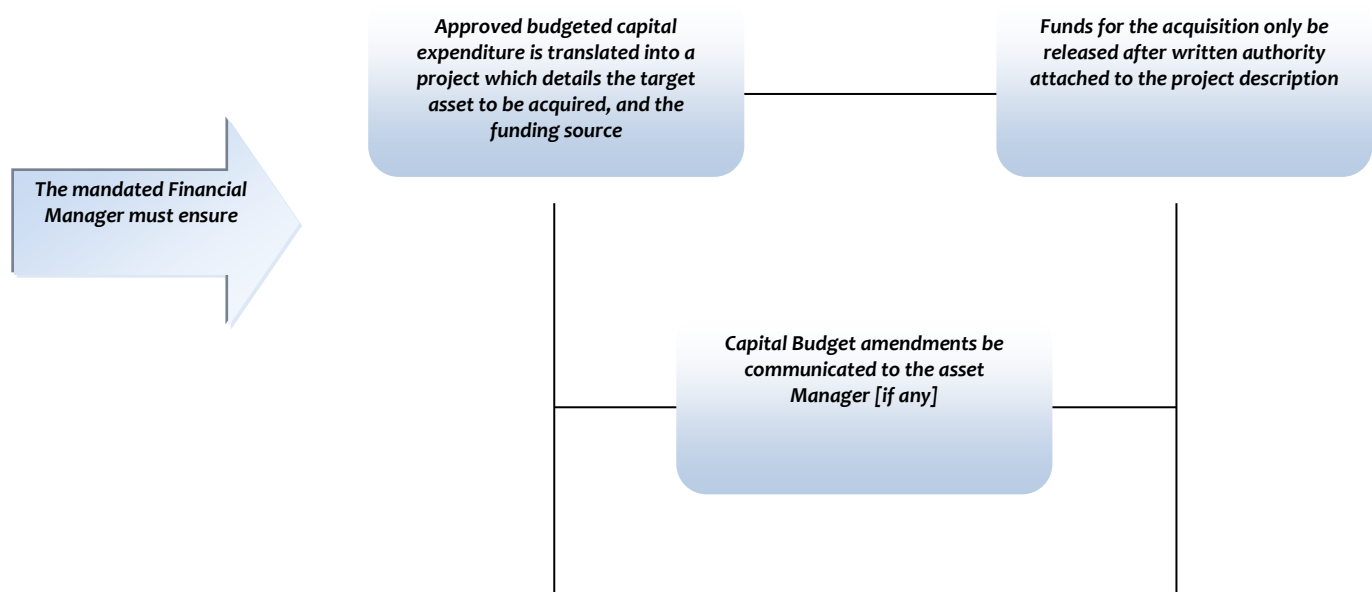 Approved budgeted capital
expenditure is translated into a
project which details the target
asset to be acquired, and the
funding source
Funds for the acquisition only be
released after written authority
attached to the project description
The mandated Financial
Manager must ensure
Capital Budget amendments be
communicated to the asset
Manager [if any]